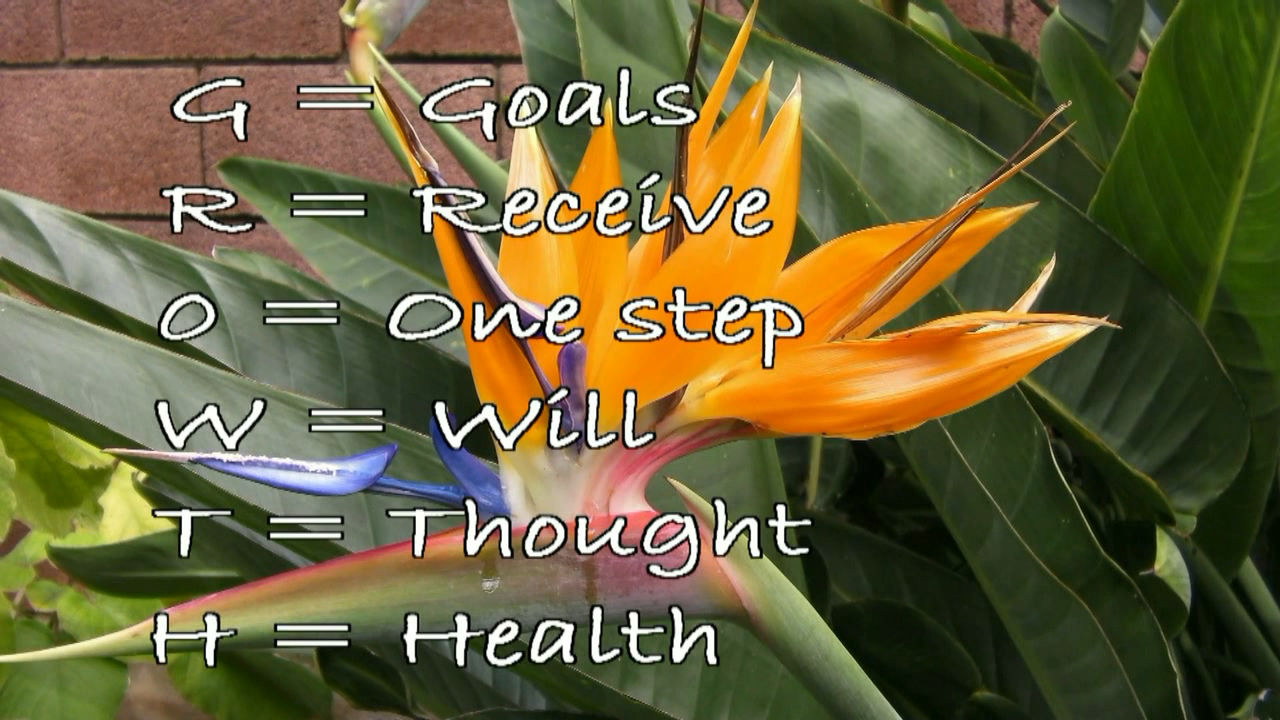 G = Goals
R = Receive
O = One step
W = Will
T = Thought
H = Health